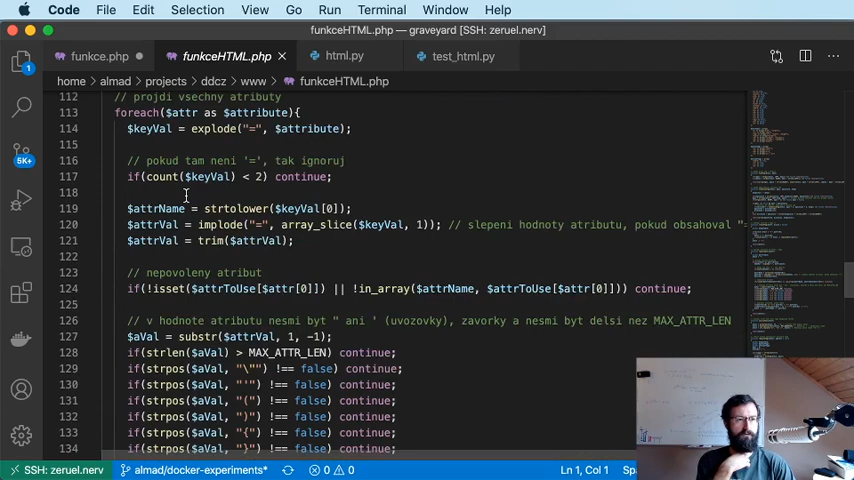 Code File Edit Selection View Go Run Terminal Window Help
funkceHTML.php — graveyard [SSH: zeruel.nerv]
funkce.php funkceHTML.php html.py test_html.py
home > almad > projects > ddcz > www > funkceHTML.php
112 // projdi vsechny atributy
113 foreach($attr as $attribute){
114 $keyVal = explode("=", $attribute);
115
116 // pokud tam neni '=', tak ignoruj
117 if(count($keyVal) < 2) continue;
118
119 $attrName = strtolower($keyVal[0]);
120 $attrVal = implode("=", array_slice($keyVal, 1)); // slepeni hodnoty atributu, pokud obsahoval "=
121 $attrVal = trim($attrVal);
122
123 // nepovoleny atribut
124 if(!isset($attrToUse[$attr[0]]) || !in_array($attrName, $attrToUse[$attr[0]])) continue;
125
126 // v hodnote atributu nesmi byt " ani ' (uvozovky), zavorky a nesmi byt delsi nez MAX_ATTR_LEN
127 $aVal = substr($attrVal, 1, -1);
128 if(strlen($aVal) > MAX_ATTR_LEN) continue;
129 if(strpos($aVal, "\"") !== false) continue;
130 if(strpos($aVal, "'") !== false) continue;
131 if(strpos($aVal, "(") !== false) continue;
132 if(strpos($aVal, ")") !== false) continue;
133 if(strpos($aVal, "{") !== false) continue;
134 if(strpos($aVal, "}") !== false) continue;
1
5K+
SSH: zeruel.nerv almad/docker-experiments* 0 0 Ln 1, Col 1 Spa